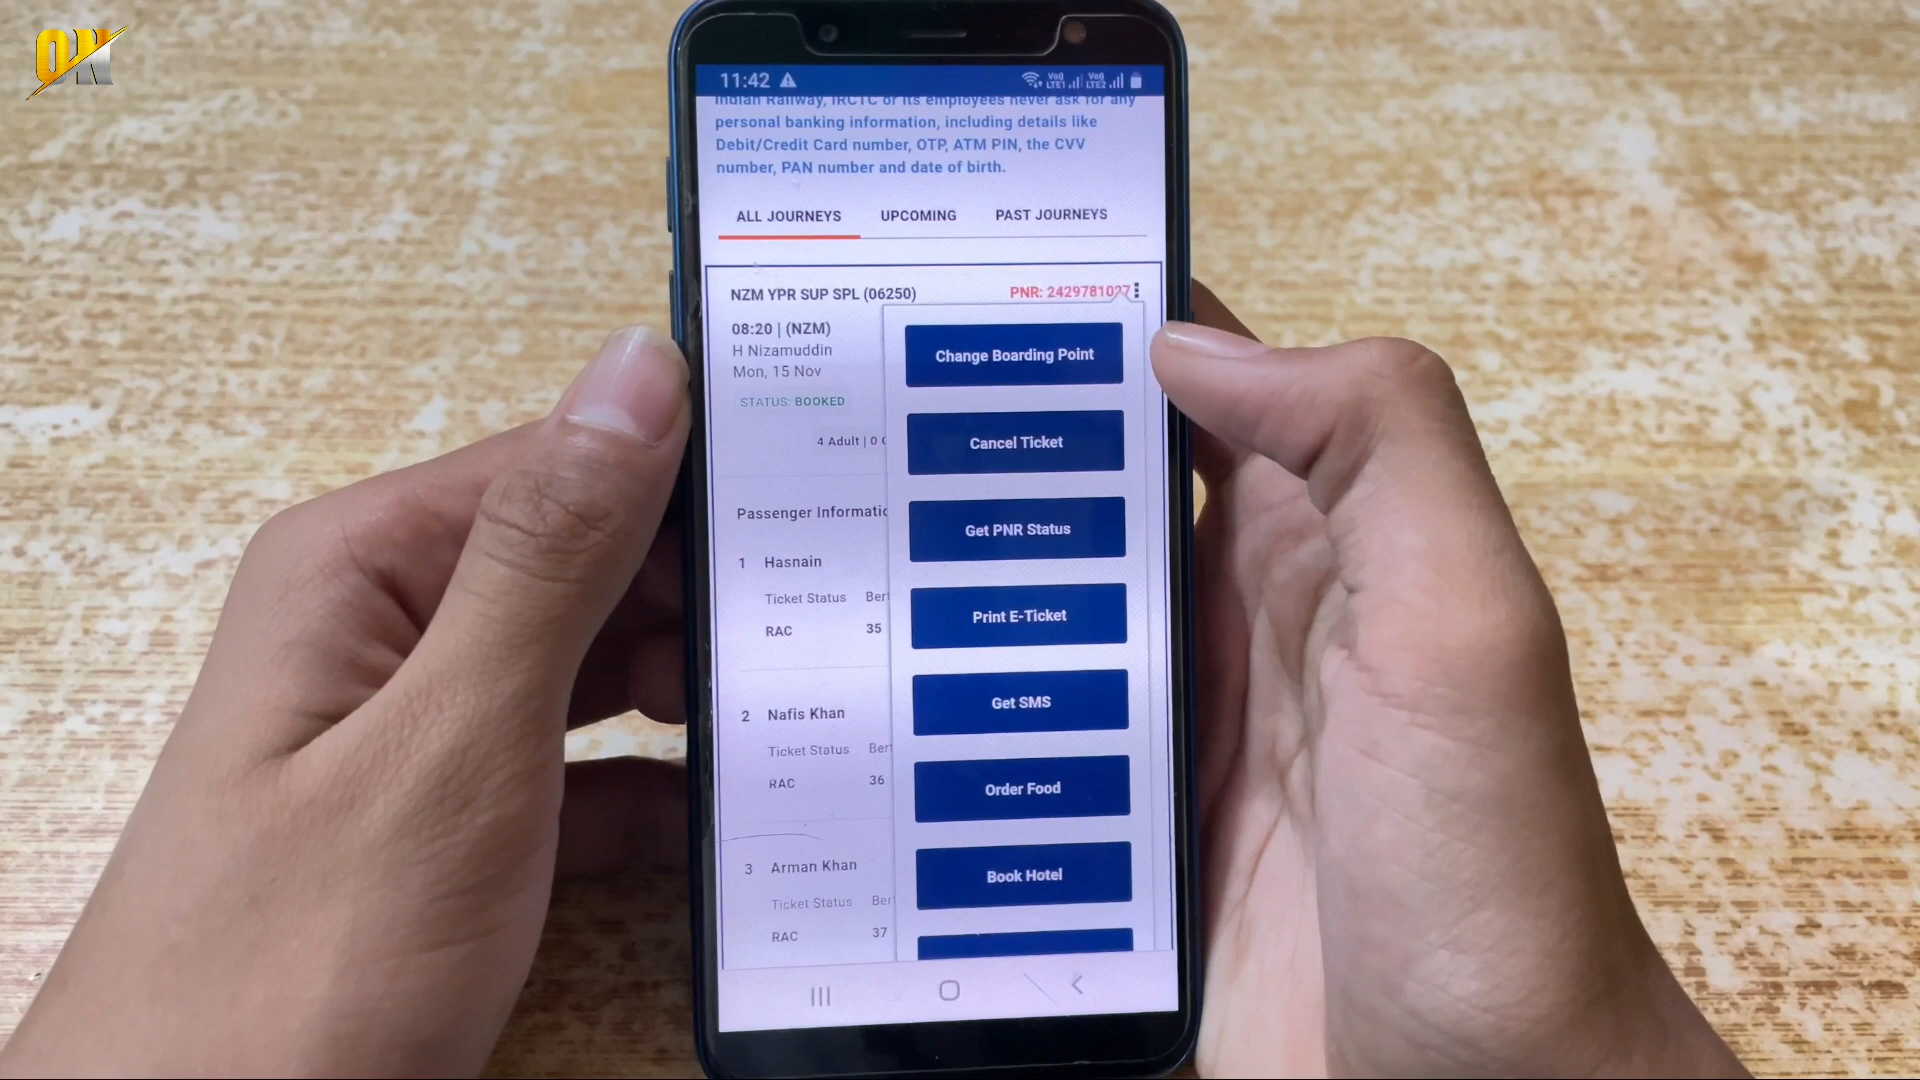 ON
11:42
Vo) LTE1 Vo) LTE2
Indian Railway, IRCTC or its employees never ask for any
personal banking information, including details like
Debit/Credit Card number, OTP, ATM PIN, the CVV
number, PAN number and date of birth.
ALL JOURNEYS UPCOMING PAST JOURNEYS
NZM YPR SUP SPL (06250) PNR: 2429781027
08:20 | (NZM)
H Nizamuddin
Mon, 15 Nov
STATUS: BOOKED
4 Adult | 0
Passenger Informatio
1 Hasnain
Ticket Status Ber
RAC 35
2 Nafis Khan
Ticket Status Ber
RAC 36
3 Arman Khan
Ticket Status Ber
RAC 37
Change Boarding Point
Cancel Ticket
Get PNR Status
Print E-Ticket
Get SMS
Order Food
Book Hotel